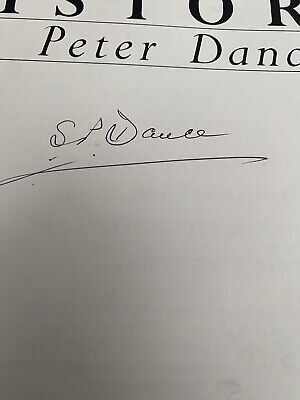 ISTOR
Peter Danc
S. P. Dance